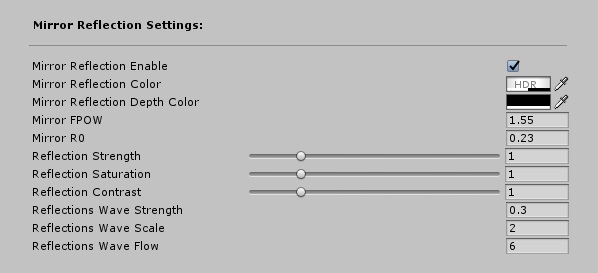 Mirror Reflection Settings:
Mirror Reflection Enable
Mirror Reflection Color HDR
Mirror Reflection Depth Color
Mirror FPOW 1.55
Mirror R0 0.23
Reflection Strength 1
Reflection Saturation 1
Reflection Contrast 1
Reflections Wave Strength 0.3
Reflections Wave Scale 2
Reflections Wave Flow 6